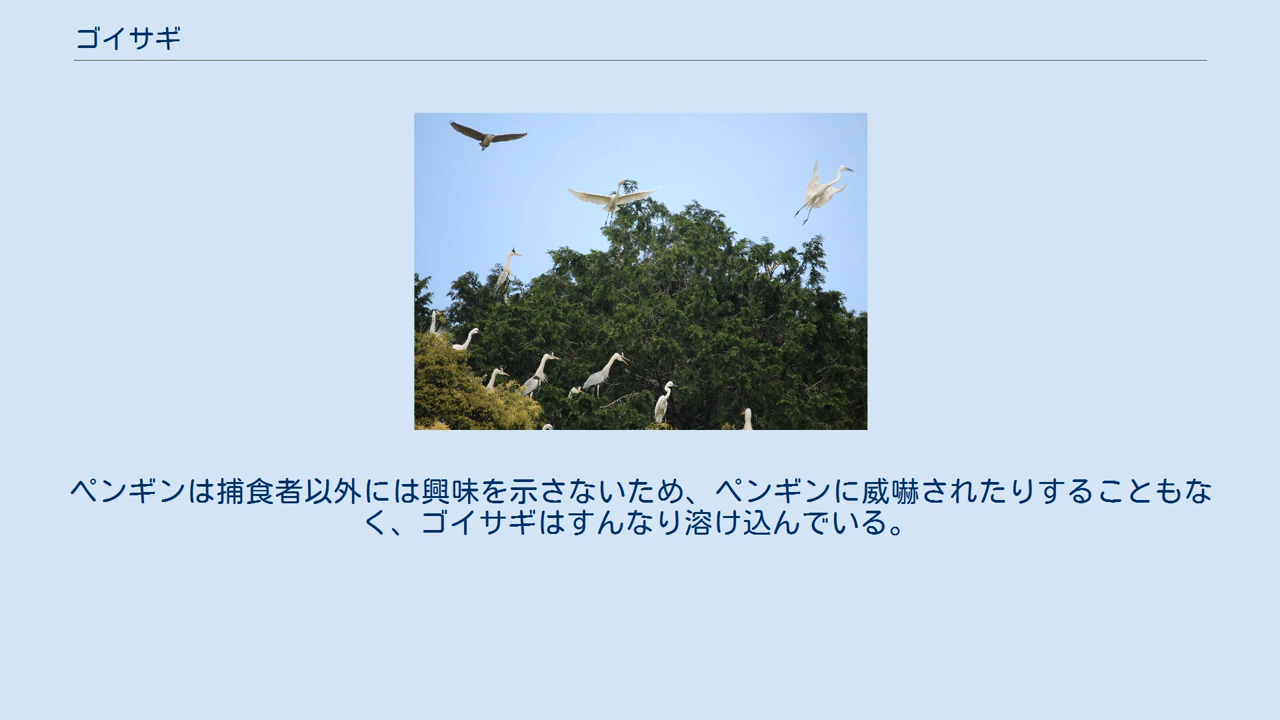 ゴイサギ
ペンギンは捕食者以外には興味を示さないため、ペンギンに威嚇されたりすることもな
く、ゴイサギはすんなり溶け込んでいる。